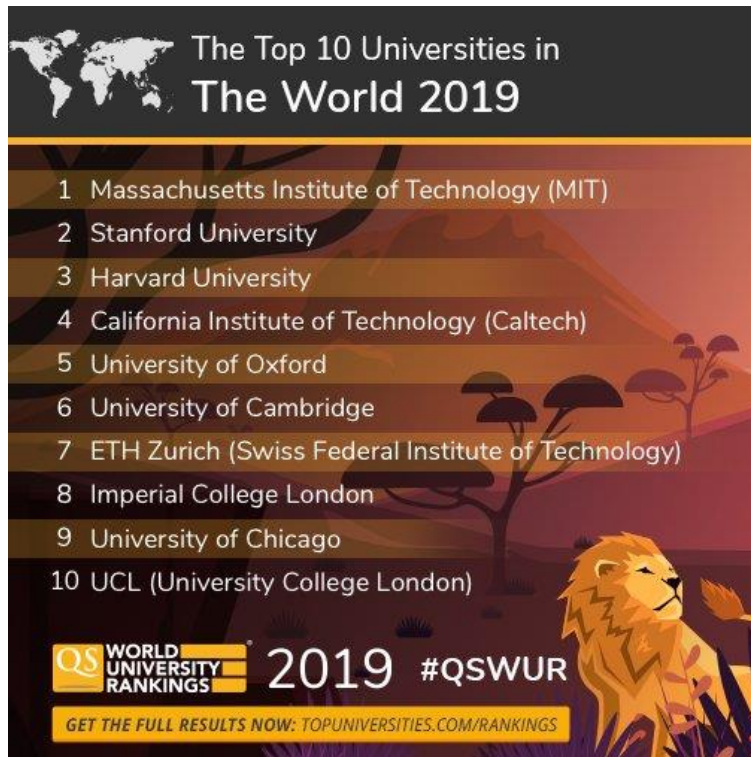 The Top 10 Universities in
The World 2019
1 Massachusetts Institute of Technology (MIT)
2 Stanford University
3 Harvard University
4 California Institute of Technology (Caltech)
5 University of Oxford
6 University of Cambridge
7 ETH Zurich (Swiss Federal Institute of Technology)
8 Imperial College London
9 University of Chicago
10 UCL (University College London)
QS WORLD
UNIVERSITY
RANKINGS
2019 #QSWUR
GET THE FULL RESULTS NOW: TOPUNIVERSITIES.COM/RANKINGS